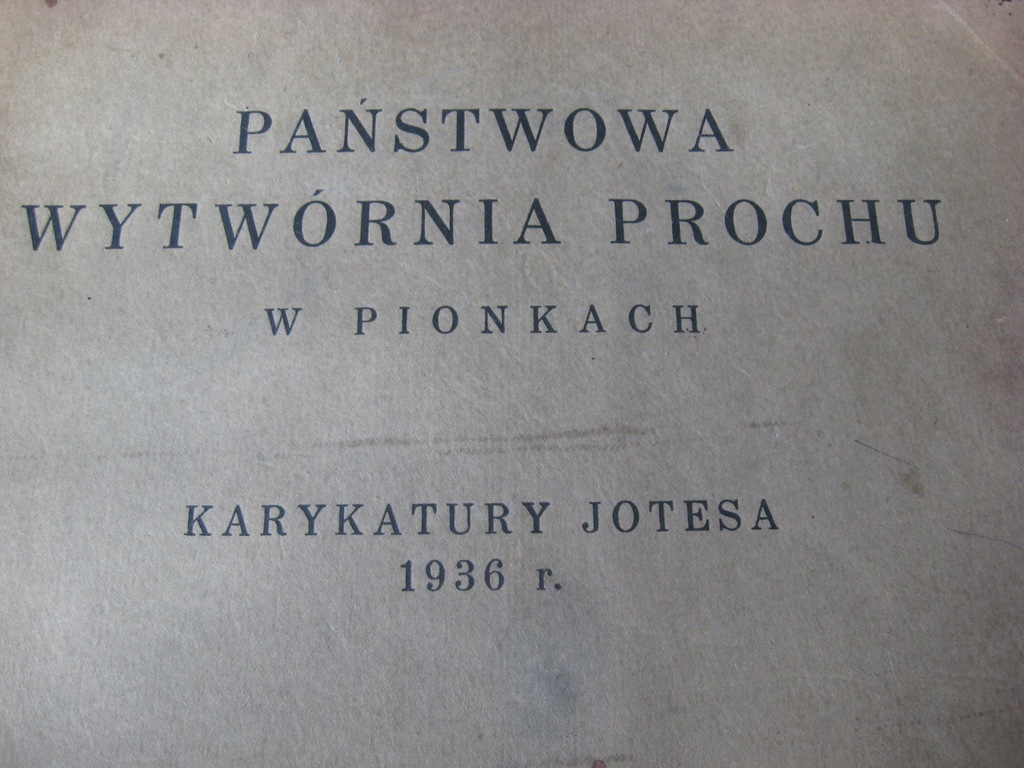 PAŃSTWOWA
WYTWÓRNIA PROCHU
W PIONKACH
KARYKATURY JOTESA
1936 r.